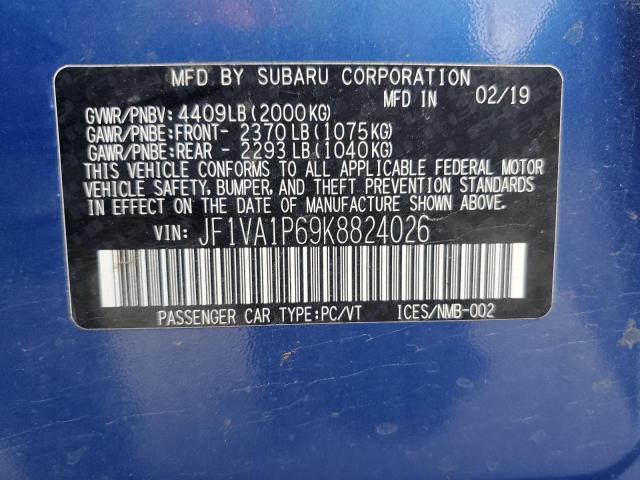 MFD BY SUBARU CORPORATION
MFD IN 02/19
GVWR/PNBV: 4409LB(2000KG)
GAWR/PNBE:FRONT- 2370LB(1075KG)
GAWR/PNBE:REAR - 2293LB(1040KG)
THIS VEHICLE CONFORMS TO ALL APPLICABLE FEDERAL MOTOR
VEHICLE SAFETY, BUMPER, AND THEFT PREVENTION STANDARDS
IN EFFECT ON THE DATE OF MANUFACTURE SHOWN ABOVE.
VIN: JF1VA1P69K8824026
PASSENGER CAR TYPE:PC/VT ICES/NMB-002